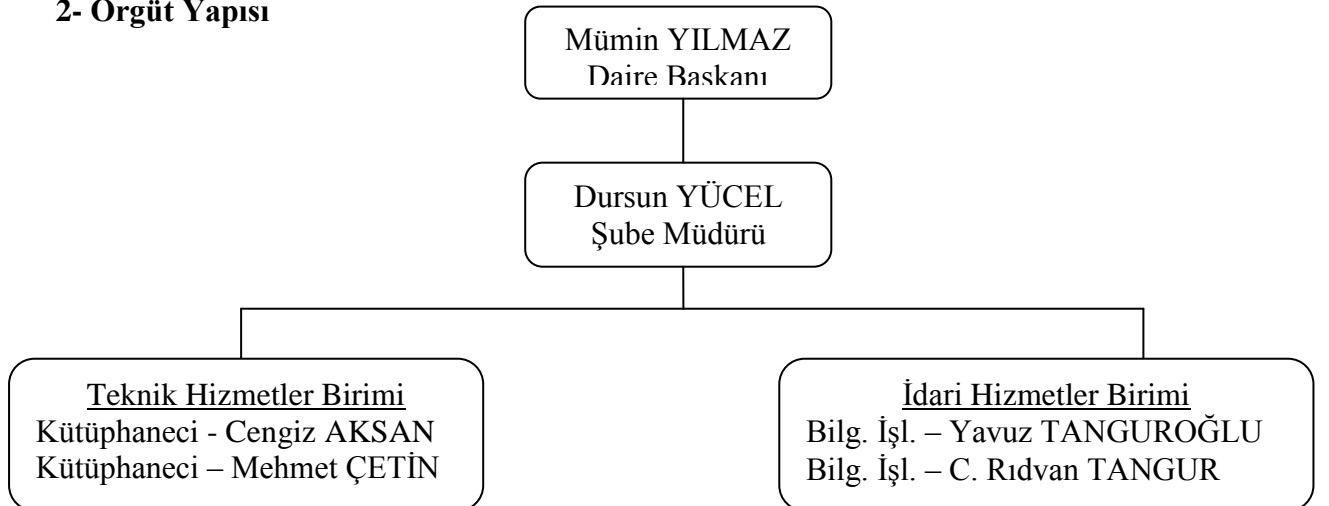 2- Örgüt Yapısı
Mümin YILMAZ
Daire Başkanı
Dursun YÜCEL
Şube Müdürü
Teknik Hizmetler Birimi
Kütüphaneci - Cengiz AKSAN
Kütüphaneci – Mehmet ÇETİN
İdari Hizmetler Birimi
Bilg. İşl. – Yavuz TANGUROĞLU
Bilg. İşl. – C. Rıdvan TANGUR